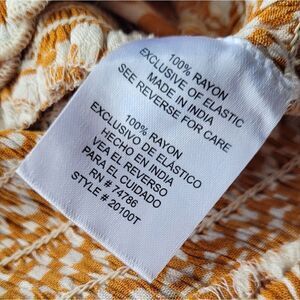 100% RAYON
EXCLUSIVE OF ELASTIC
MADE IN INDIA
SEE REVERSE FOR CARE
100% RAYON
EXCLUSIVO DE ELÁSTICO
HECHO EN INDIA
VEA EL REVERSO
PARA EL CUIDADO
RN # 74766
STYLE # 20100T